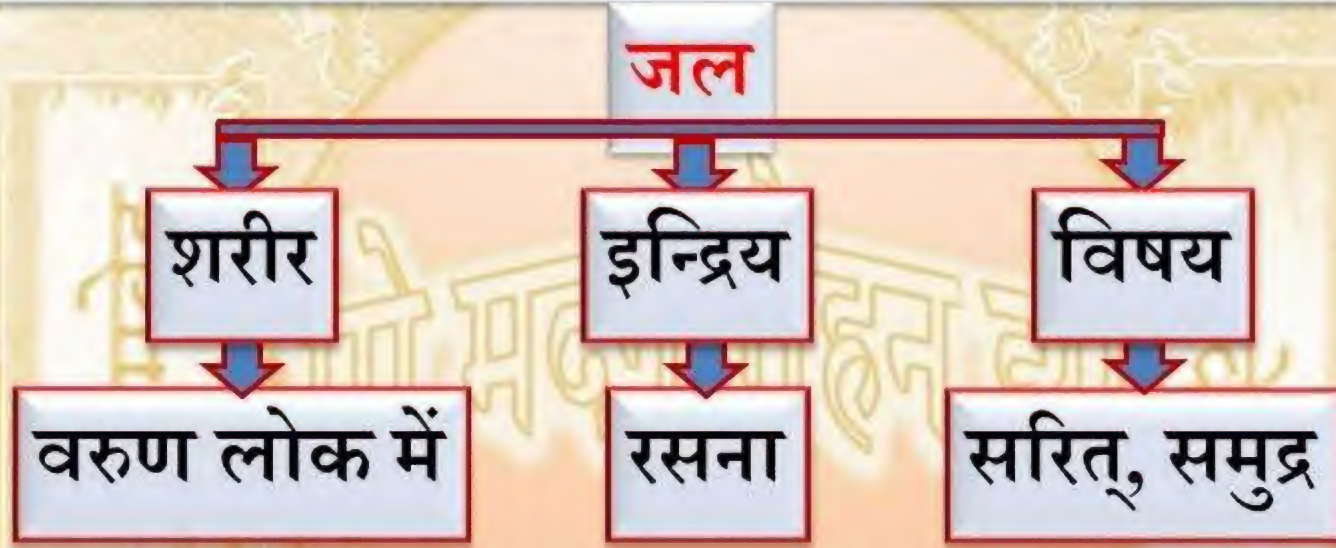 जल
शरीर इन्द्रिय विषय
वरुण लोक में रसना सरित्, समुद्र